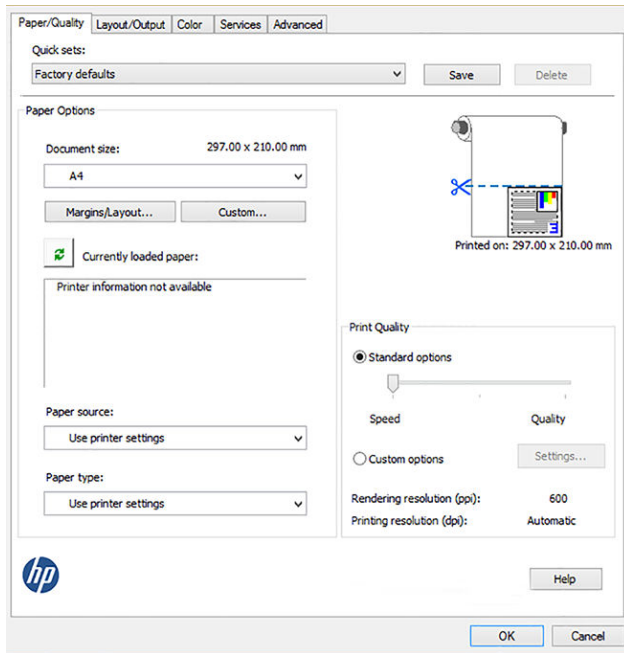 Paper/Quality Layout/Output Color Services Advanced
Quick sets:
Factory defaults Save Delete
Paper Options
Document size: 297.00 x 210.00 mm
A4
Margins/Layout... Custom...
Currently loaded paper:
Printer information not available
Paper source:
Use printer settings
Paper type:
Use printer settings
Printed on: 297.00 x 210.00 mm
Print Quality
Standard options
Speed Quality
Custom options Settings...
Rendering resolution (ppi): 600
Printing resolution (dpi): Automatic
hp
Help
OK Cancel